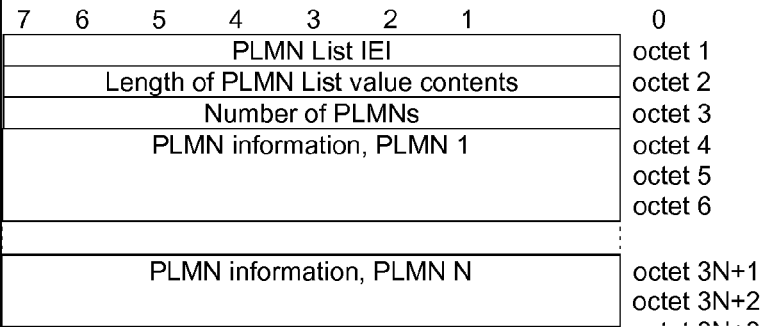 7 6 5 4 3 2 1 0
PLMN List IEI octet 1
Length of PLMN List value contents octet 2
Number of PLMNs octet 3
PLMN information, PLMN 1 octet 4
octet 5
octet 6
PLMN information, PLMN N octet 3N+1
octet 3N+2